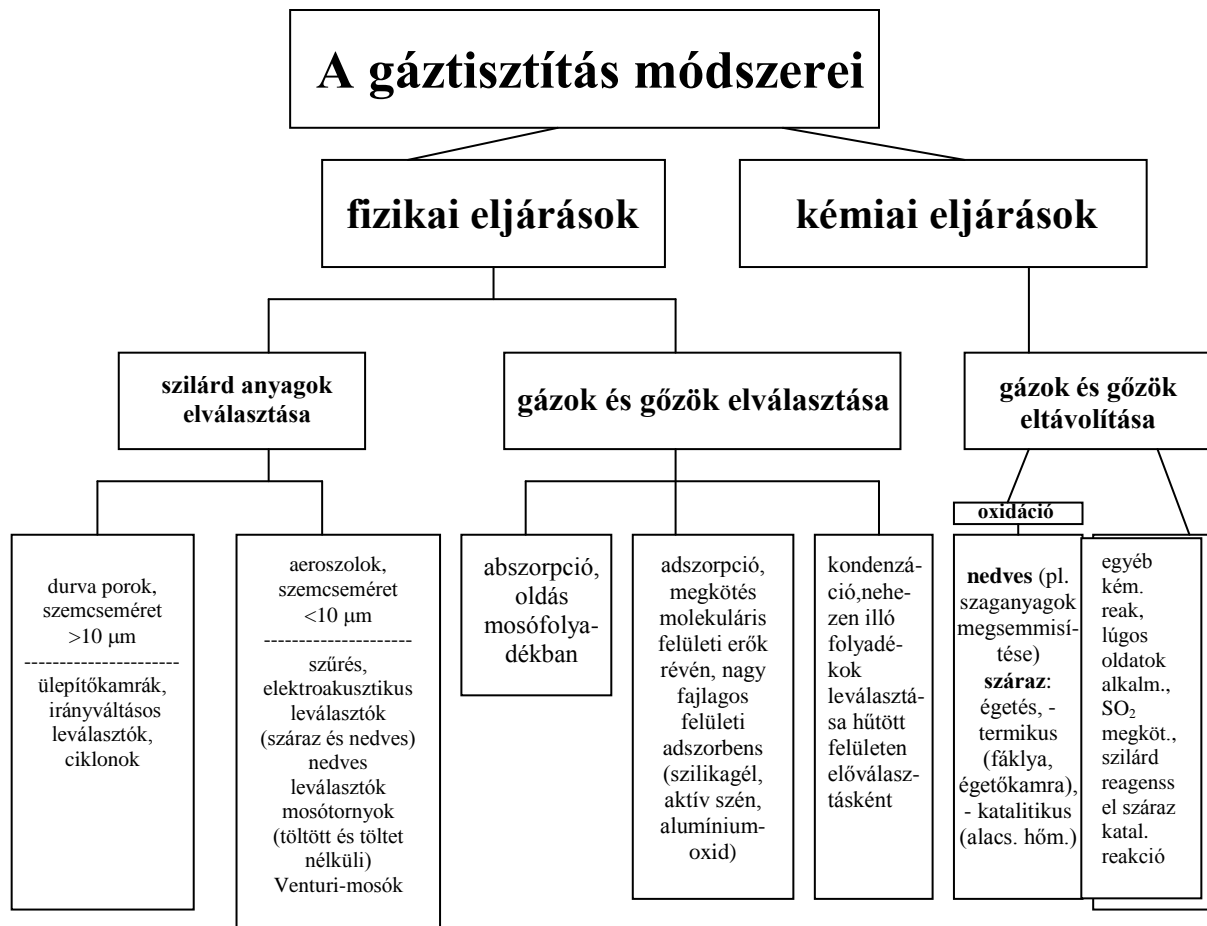 A gáztisztítás módszerei
fizikai eljárások
kémiai eljárások
szilárd anyagok
elválasztása
gázok és gőzök elválasztása
gázok és gőzök
eltávolítása
durva porok,
szemcseméret
>10 μm
-----------------------
ülepítőkamrák,
irányváltásos
leválasztók,
ciklonok
aeroszolok,
szemcseméret
<10 μm
----------------------
szűrés,
elektroakusztikus
leválasztók
(száraz és nedves)
nedves
leválasztók
mosótornyok
(töltött és töltet
nélküli)
Venturi-mosók
abszorpció,
oldás
mosófolya-
dékban
adszorpció,
megkötés
molekuláris
felületi erők
révén, nagy
fajlagos
felületi
adszorbens
(szilikagél,
aktív szén,
alumínium-
oxid)
kondenzá-
ció,nehe-
zen illó
folyadé-
kok
leválasztá-
sa hűtött
felületen
előválasz-
tásként
oxidáció
nedves (pl.
szaganyagok
megsemmisí-
tése)
száraz:
égetés, -
termikus
(fáklya,
égetőkamra),
- katalitikus
(alacs. hőm.)
egyéb
kém.
reak,
lúgos
oldatok
alkalm.,
SO₂
megköt.,
szilárd
reagenss
el száraz
katal.
reakció